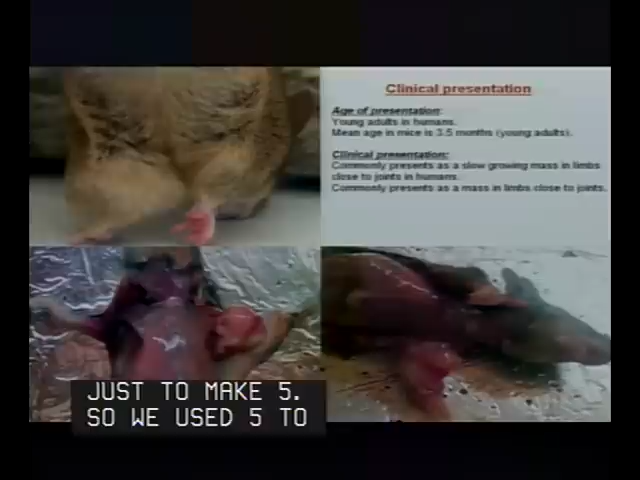 Clinical presentation
Age of presentation:
Young adults in humans.
Mean age in mice is 3.5 months (young adults).
Clinical presentation:
Commonly presents as a slow growing mass in limbs
close to joints in humans.
Commonly presents as a mass in limbs close to joints.
JUST TO MAKE 5.
SO WE USED 5 TO